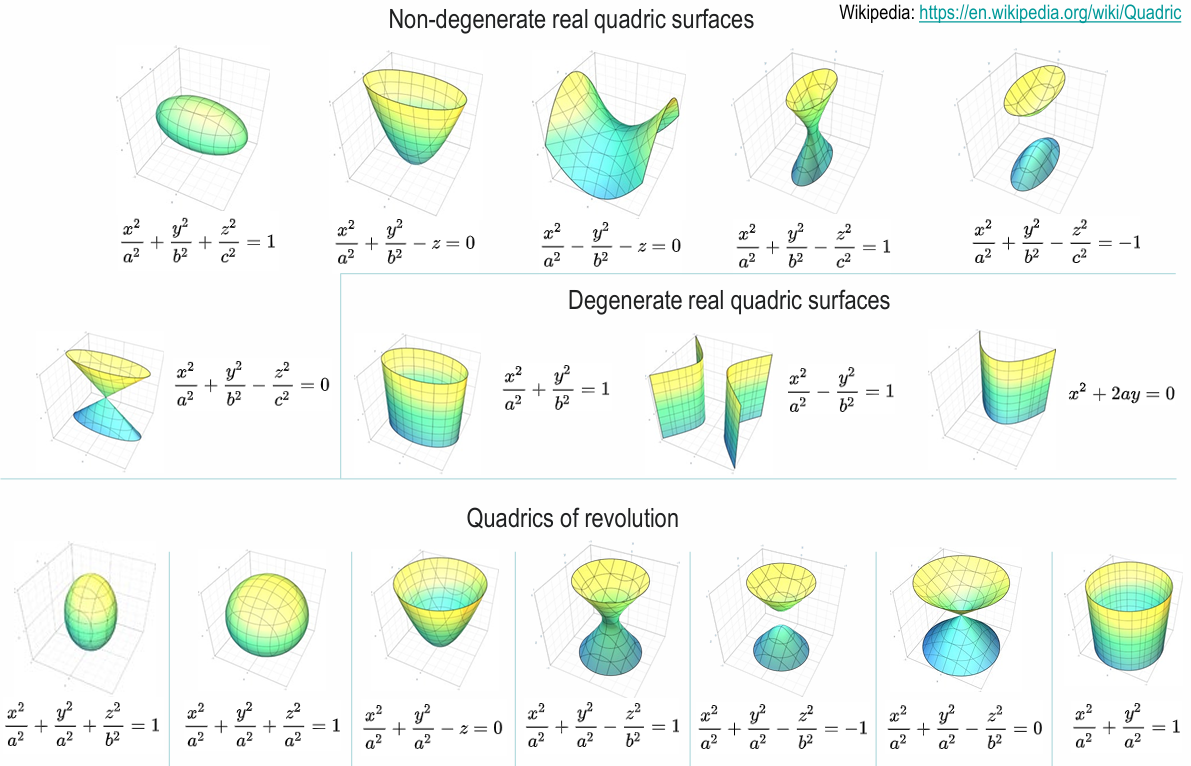 Non-degenerate real quadric surfaces
Wikipedia: https://en.wikipedia.org/wiki/Quadric
x²/a² + y²/b² + z²/c² = 1
x²/a² + y²/b² − z = 0
x²/a² − y²/b² − z = 0
x²/a² + y²/b² − z²/c² = 1
x²/a² + y²/b² − z²/c² = −1
x²/a² + y²/b² − z²/c² = 0
Degenerate real quadric surfaces
x²/a² + y²/b² = 1
x²/a² − y²/b² = 1
x² + 2ay = 0
Quadrics of revolution
x²/a² + y²/a² + z²/b² = 1
x²/a² + y²/a² + z²/a² = 1
x²/a² + y²/a² − z = 0
x²/a² + y²/a² − z²/b² = 1
x²/a² + y²/a² − z²/b² = −1
x²/a² + y²/a² − z²/b² = 0
x²/a² + y²/a² = 1